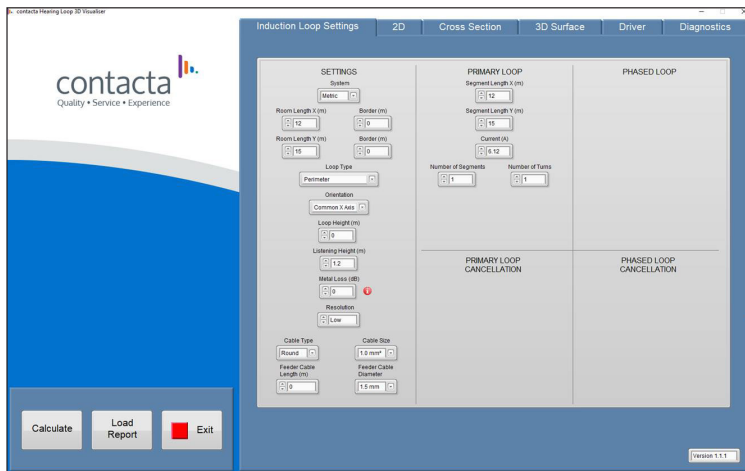 contacta Hearing Loop 3D Visualiser
Induction Loop Settings
2D
Cross Section
3D Surface
Driver
Diagnostics
contacta
Quality • Service • Experience
SETTINGS
System
Metric
Room Length X (m)
Border (m)
12
0
Room Length Y (m)
Border (m)
15
0
Loop Type
Perimeter
Orientation
Common X Axis
Loop Height (m)
0
Listening Height (m)
1.2
Metal Loss (dB)
0
Resolution
Low
Cable Type
Cable Size
Round
1.0 mm²
Feeder Cable
Length (m)
Feeder Cable
Diameter
0
1.5 mm
PRIMARY LOOP
Segment Length X (m)
12
Segment Length Y (m)
15
Current (A)
6.12
Number of Segments
Number of Turns
1
1
PHASED LOOP
PRIMARY LOOP
CANCELLATION
PHASED LOOP
CANCELLATION
Calculate
Load
Report
Exit
Version 1.1.1